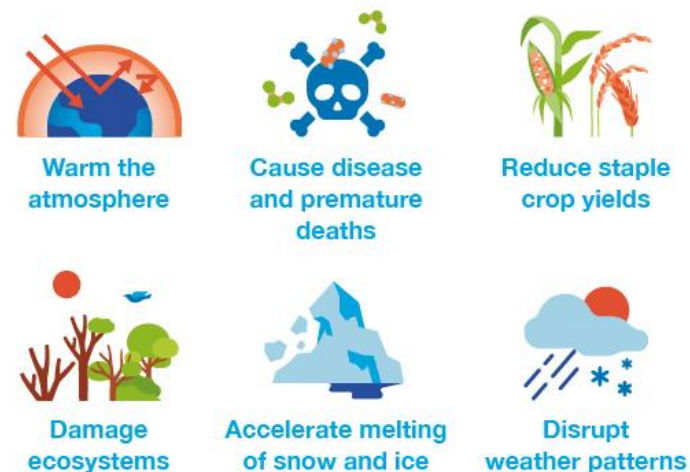 Warm the
atmosphere
Cause disease
and premature
deaths
Reduce staple
crop yields
Damage
ecosystems
Accelerate melting
of snow and ice
Disrupt
weather patterns